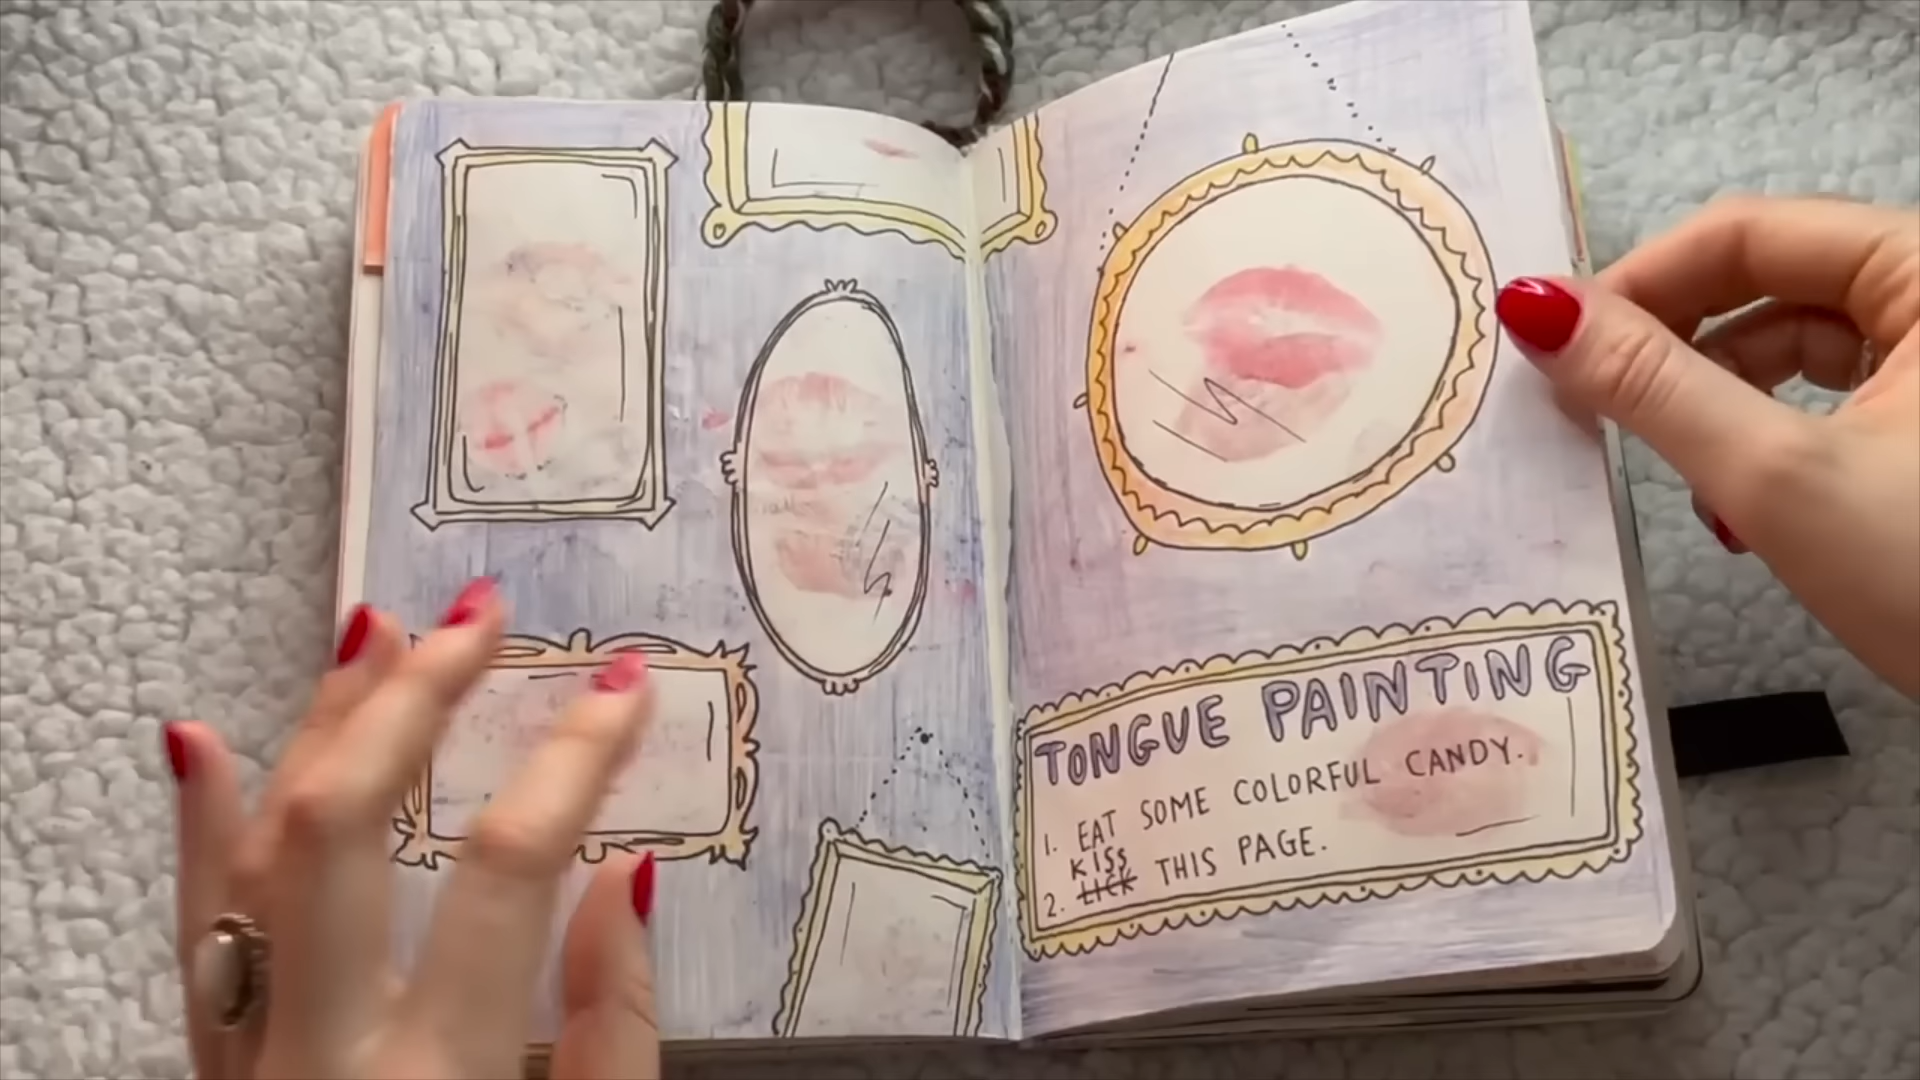 TONGUE PAINTING
1. EAT SOME COLORFUL CANDY.
KISS
2. LICK THIS PAGE.